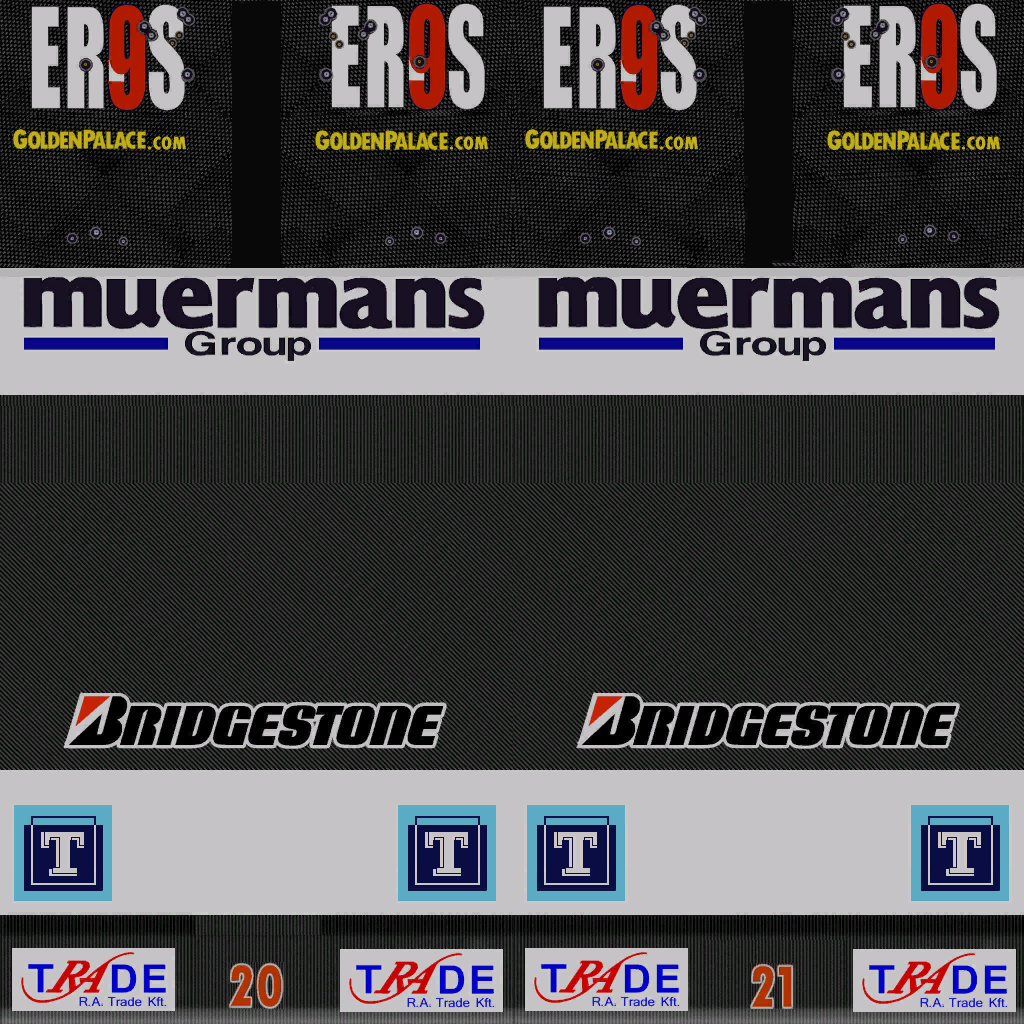 ER9S ER9S ER9S ER9S
GOLDENPALACE.COM GOLDENPALACE.COM GOLDENPALACE.COM GOLDENPALACE.COM
muermans muermans
Group Group
BRIDGESTONE BRIDGESTONE
T T T T
TRADE TRADE TRADE TRADE
R.A. Trade Kft. 20 R.A. Trade Kft. R.A. Trade Kft. 21 R.A. Trade Kft.